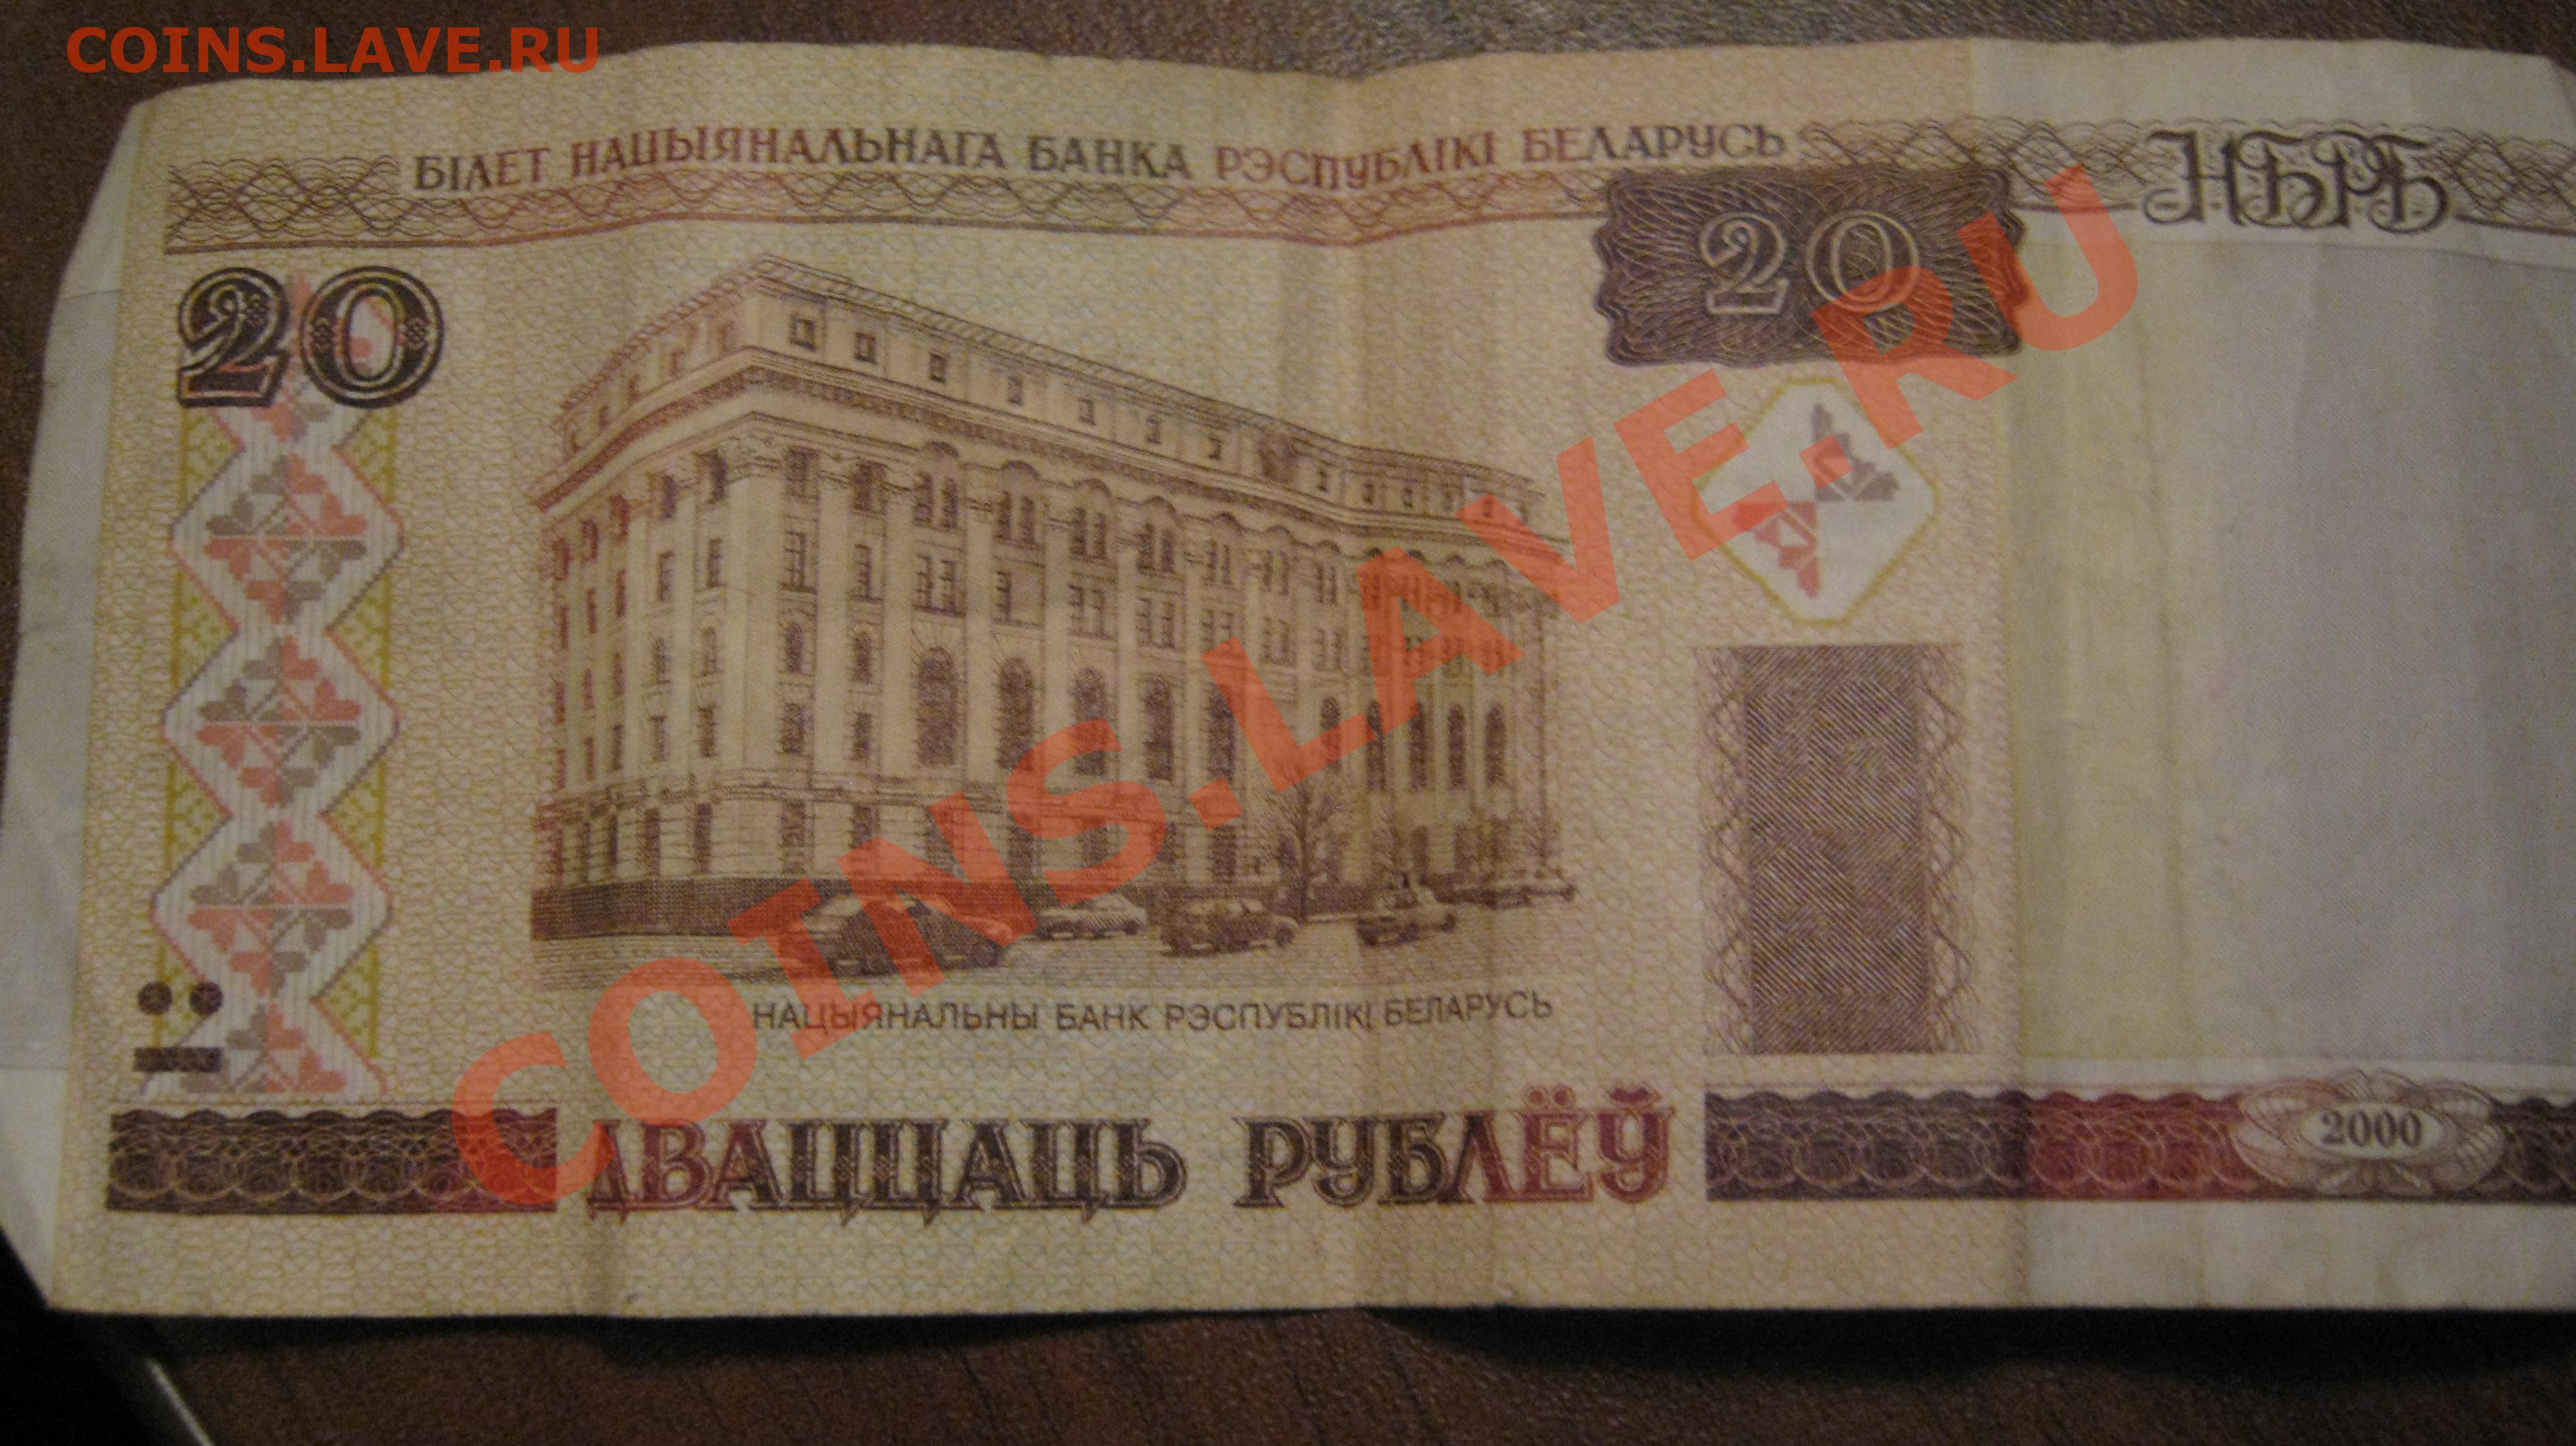 COINS.LAVE.RU
БІЛЕТ НАЦЫЯНАЛЬНАГА БАНКА РЭСПУБЛІКІ БЕЛАРУСЬ
НБРБ
20
20
COINS.LAVE.RU
НАЦЫЯНАЛЬНЫ БАНК РЭСПУБЛІКІ БЕЛАРУСЬ
ДВАЦЦАЦЬ РУБЛЁЎ
2000